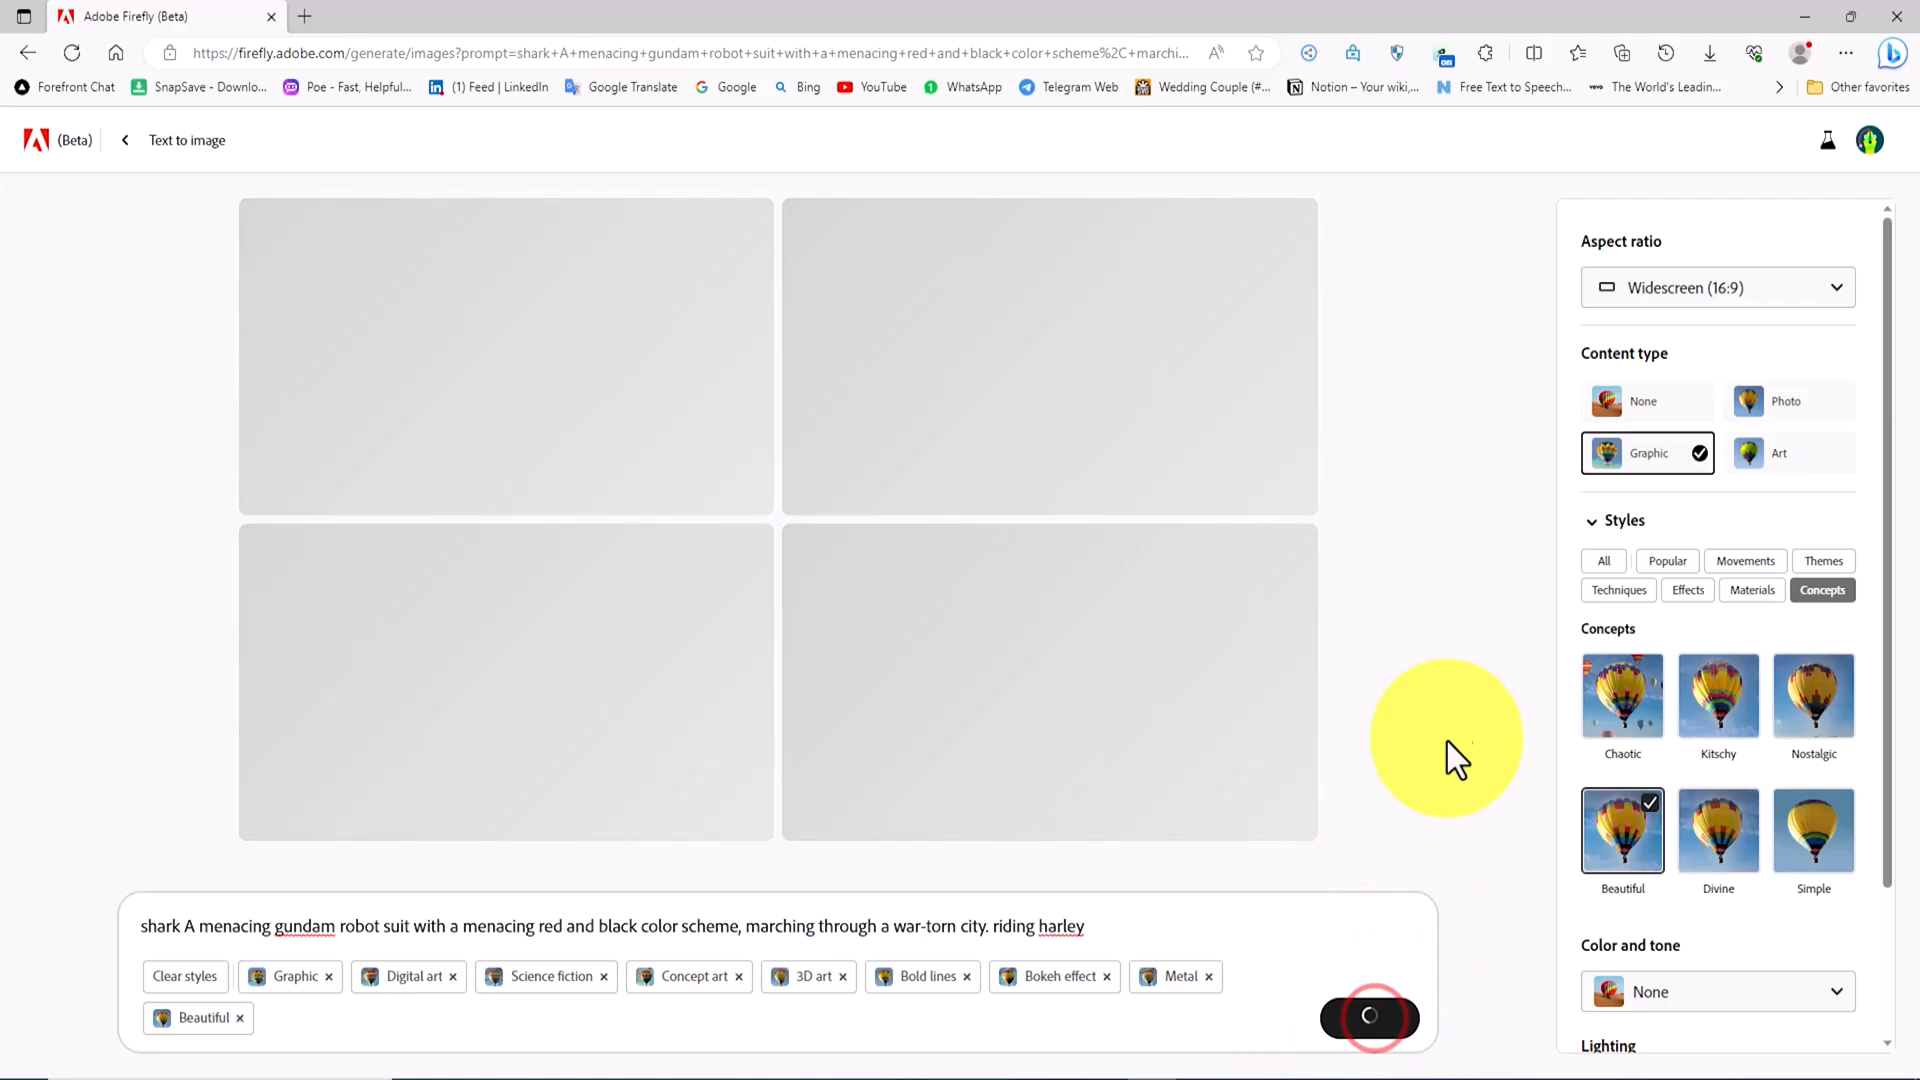 Adobe Firefly (Beta)
https://firefly.adobe.com/generate/images?prompt=shark+A+menacing+gundam+robot+suit+with+a+menacing+red+and+black+color+scheme%2C+marchi...
on
Forefront Chat
SnapSave - Downlo...
Poe - Fast, Helpful...
(1) Feed | LinkedIn
Google Translate
Google
Bing
YouTube
WhatsApp
Telegram Web
Wedding Couple (#...
Notion – Your wiki,...
Free Text to Speech...
The World's Leadin...
Other favorites
(Beta)
Text to image
Aspect ratio
Widescreen (16:9)
Content type
None
Photo
Graphic
Art
Styles
All
Popular
Movements
Themes
Techniques
Effects
Materials
Concepts
Concepts
Chaotic
Kitschy
Nostalgic
Beautiful
Divine
Simple
Color and tone
None
Lighting
shark A menacing gundam robot suit with a menacing red and black color scheme, marching through a war-torn city. riding harley
Clear styles
Graphic
Digital art
Science fiction
Concept art
3D art
Bold lines
Bokeh effect
Metal
Beautiful